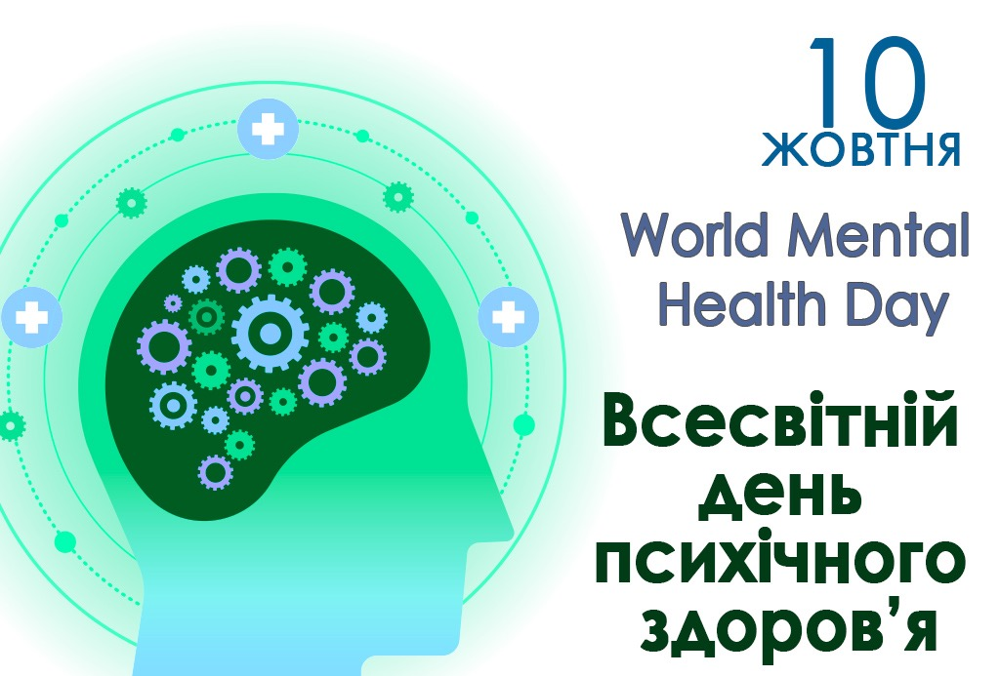 10
ЖОВТНЯ
World Mental
Health Day
Всесвітній
день
психічного
здоров’я